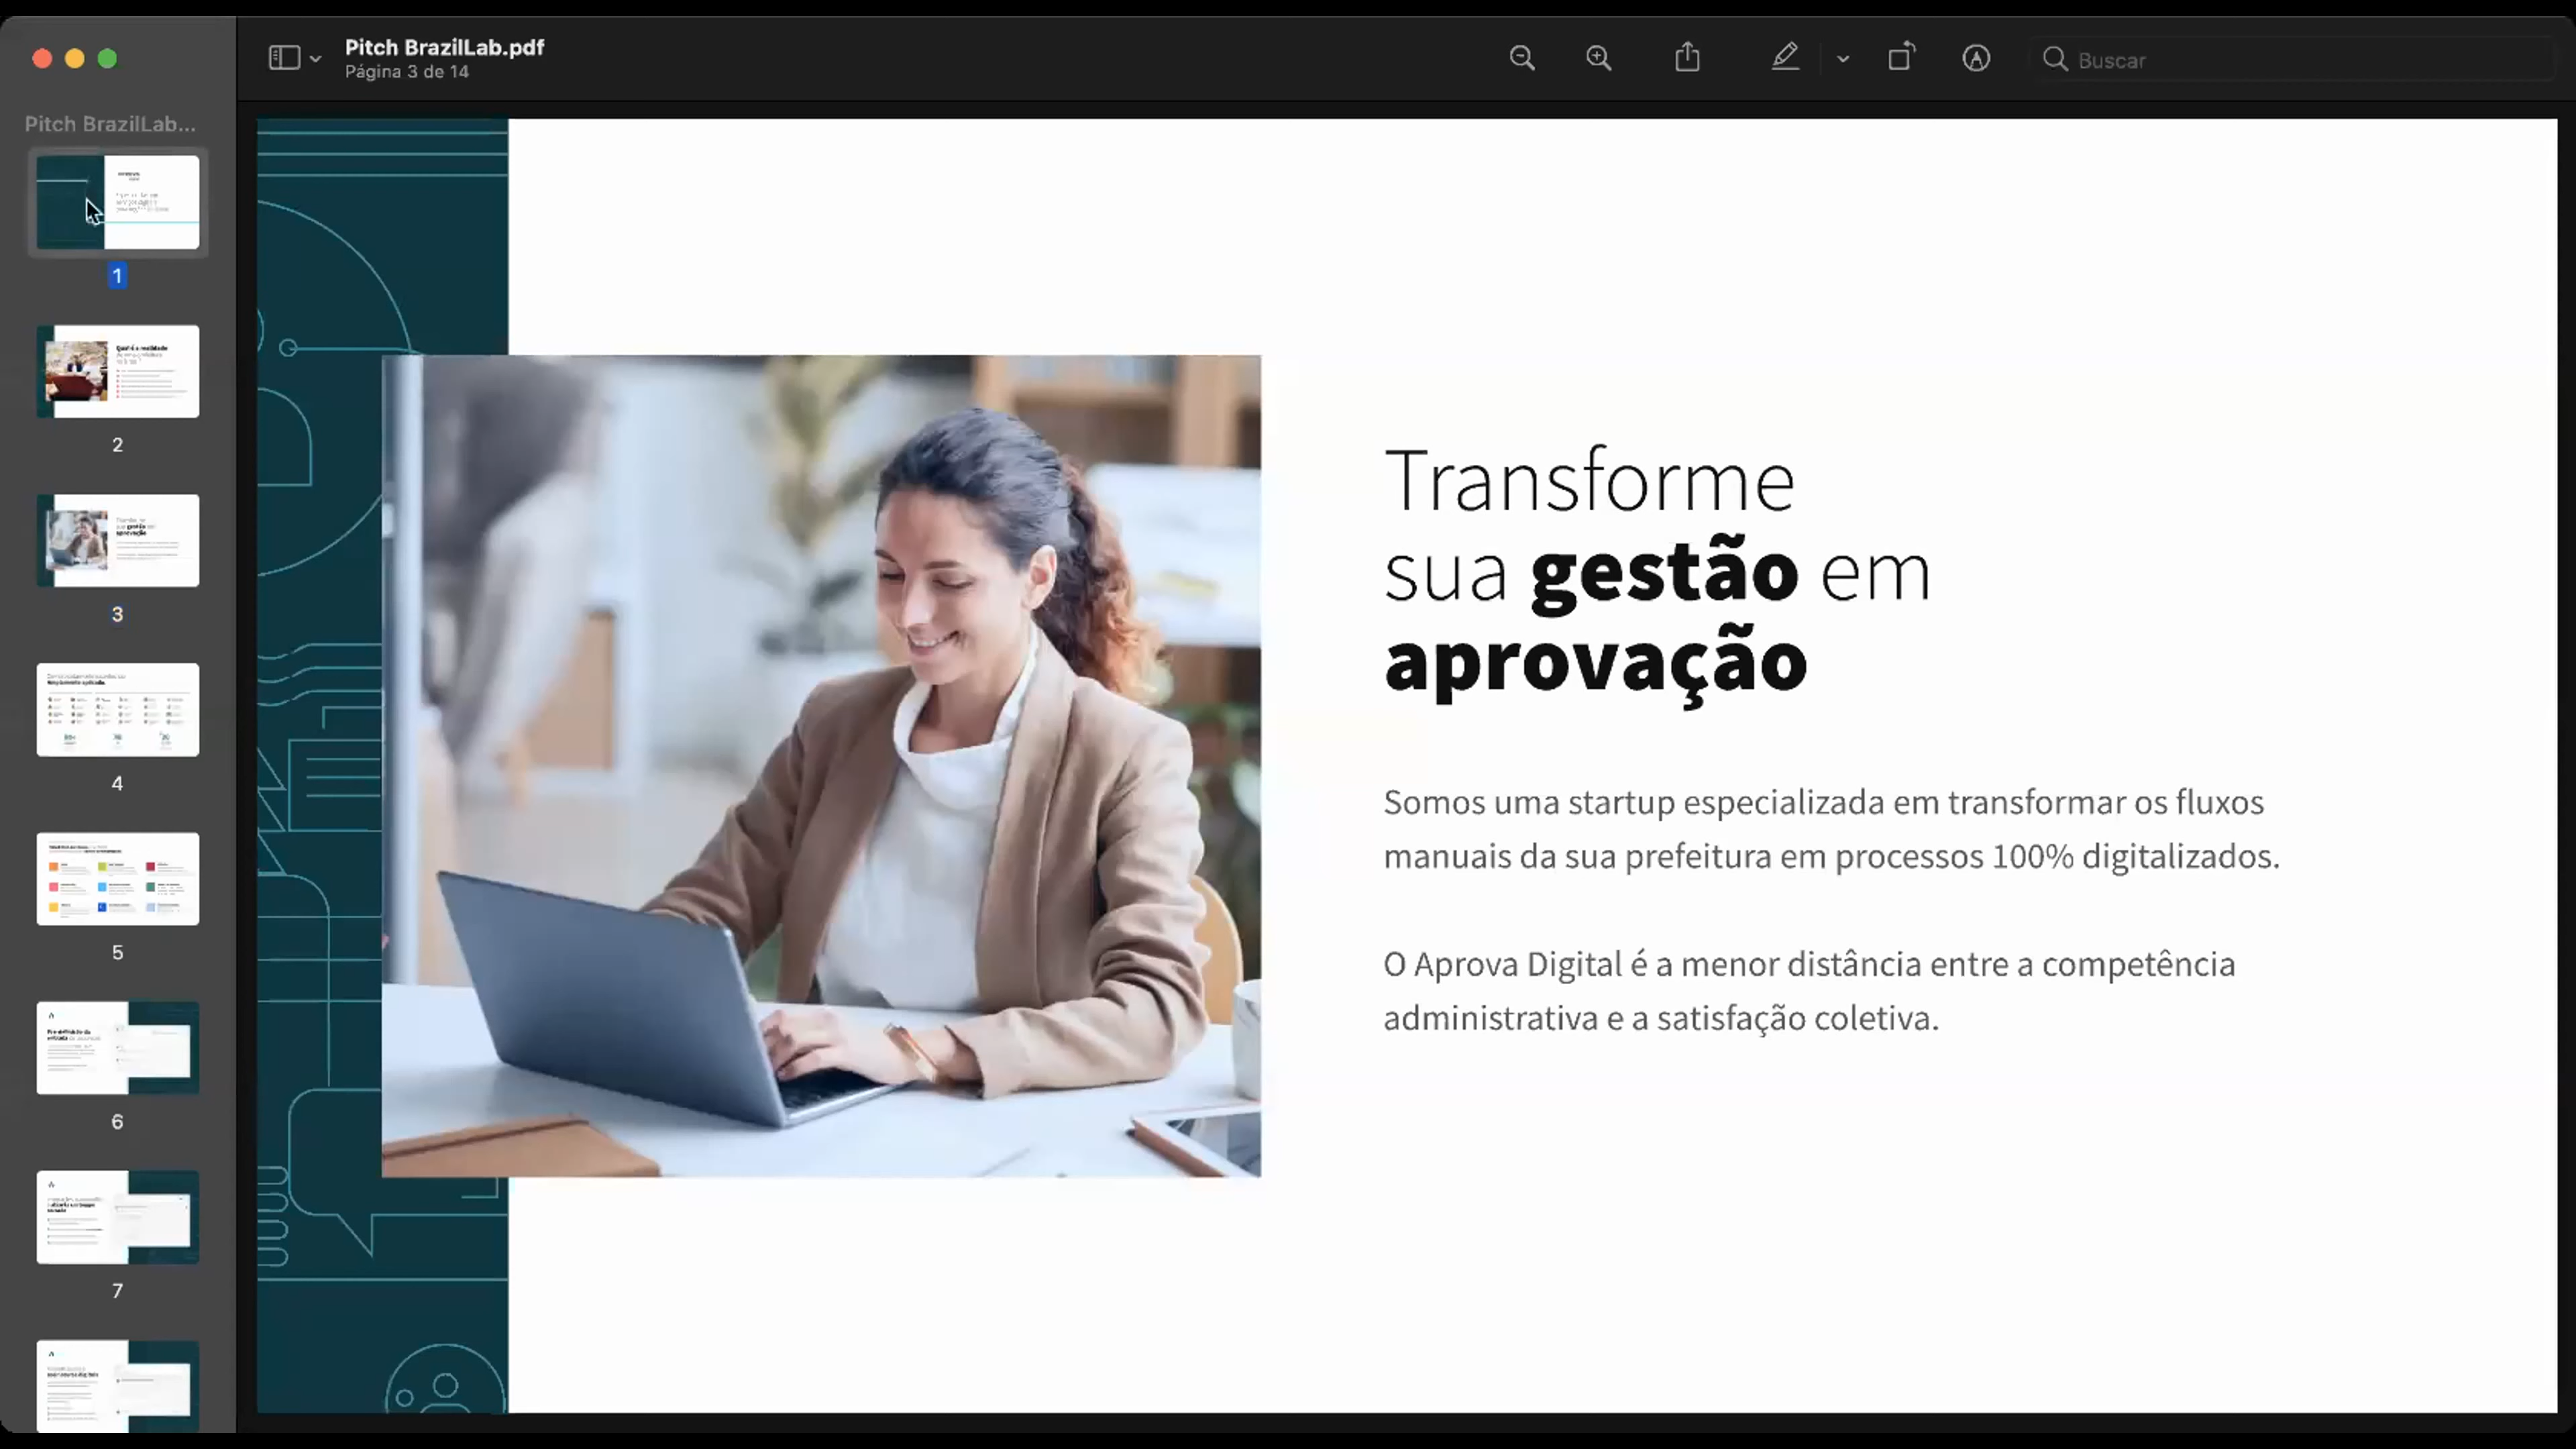 Pitch BrazilLab.pdf
Página 3 de 14
Buscar
Pitch BrazilLab...
1
2
3
4
5
6
7
Transforme
sua gestão em
aprovação
Somos uma startup especializada em transformar os fluxos
manuais da sua prefeitura em processos 100% digitalizados.
O Aprova Digital é a menor distância entre a competência
administrativa e a satisfação coletiva.